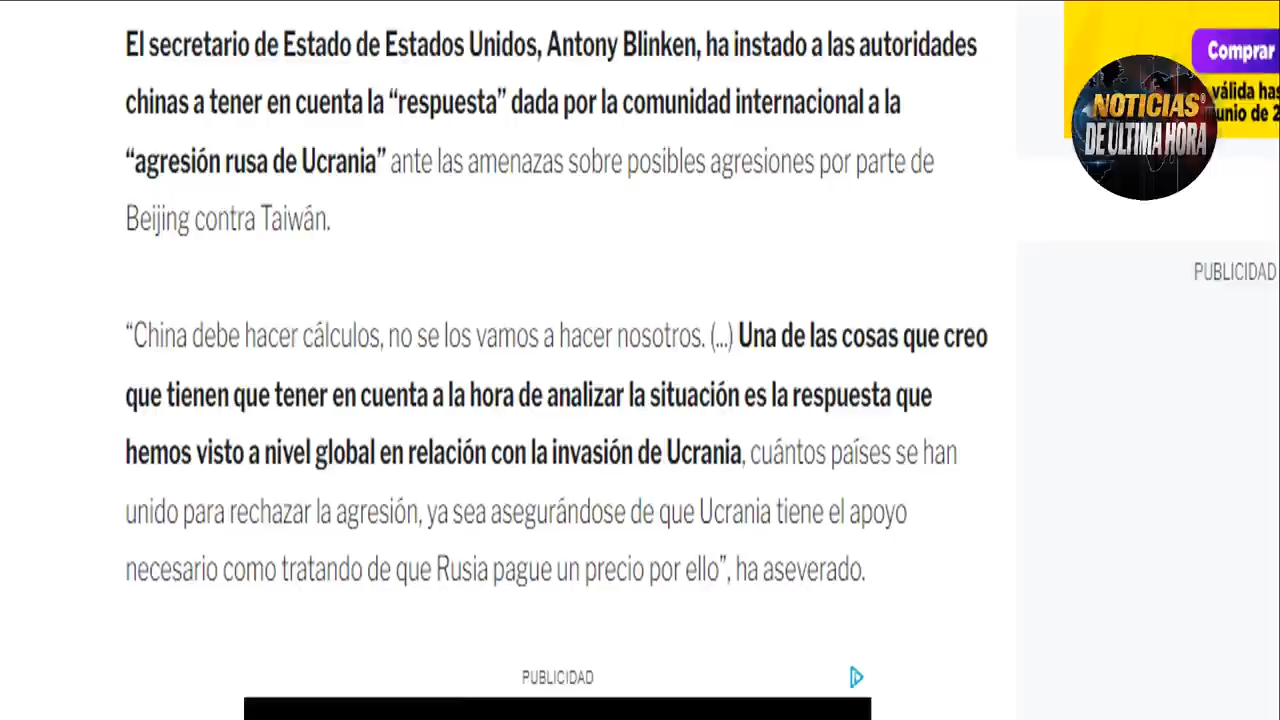 El secretario de Estado de Estados Unidos, Antony Blinken, ha instado a las autoridades
chinas a tener en cuenta la “respuesta” dada por la comunidad internacional a la
“agresión rusa de Ucrania” ante las amenazas sobre posibles agresiones por parte de
Beijing contra Taiwán.
“China debe hacer cálculos, no se los vamos a hacer nosotros. (...) Una de las cosas que creo
que tienen que tener en cuenta a la hora de analizar la situación es la respuesta que
hemos visto a nivel global en relación con la invasión de Ucrania, cuántos países se han
unido para rechazar la agresión, ya sea asegurándose de que Ucrania tiene el apoyo
necesario como tratando de que Rusia pague un precio por ello”, ha aseverado.
PUBLICIDAD
Comprar
válida has
unio de 2
NOTICIAS
DE ULTIMA HORA
PUBLICIDAD